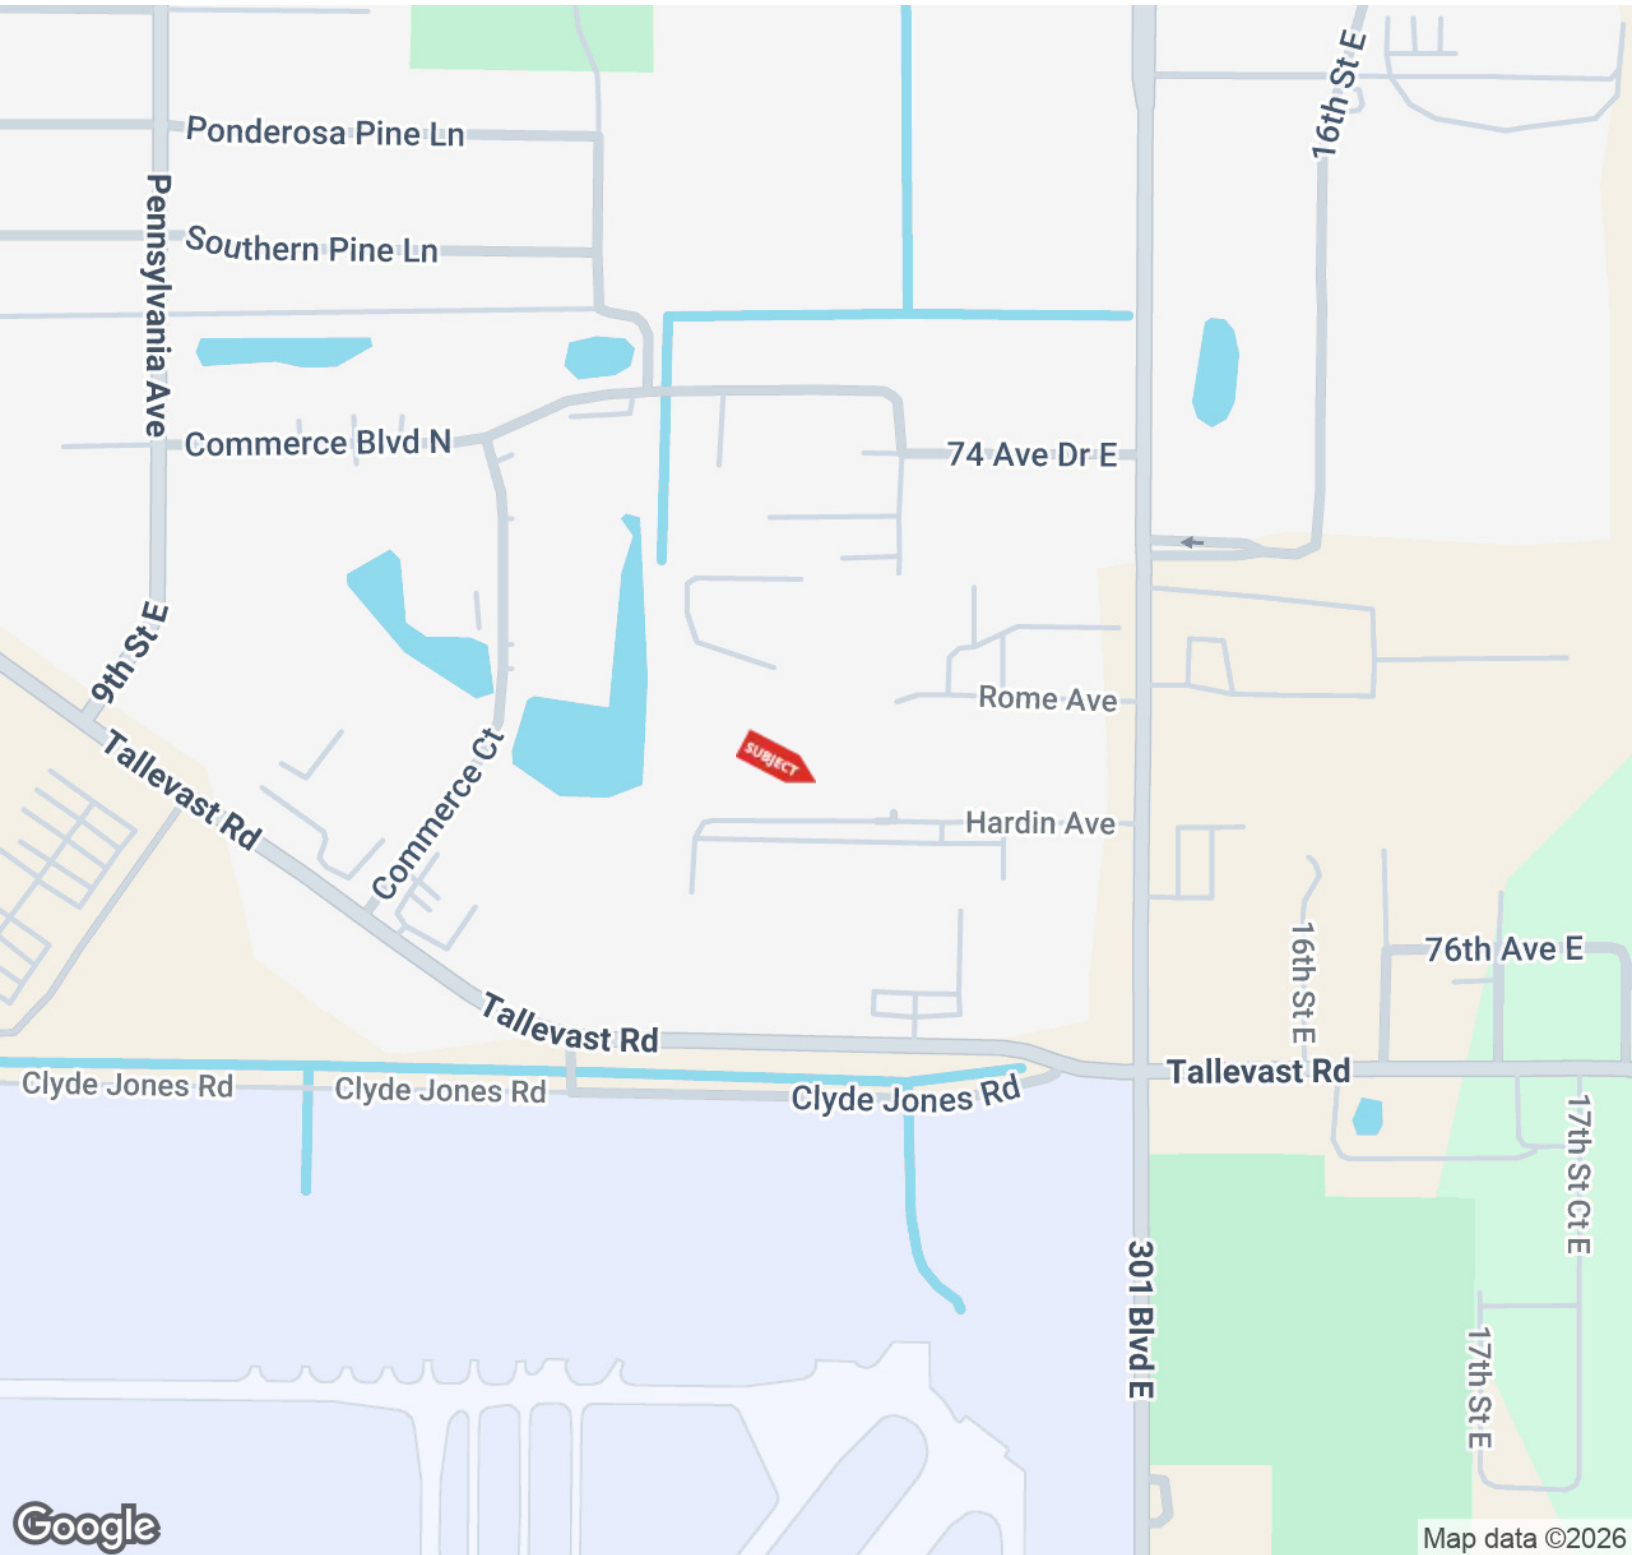 16th St E
Ponderosa Pine Ln
Pennsylvania Ave
Southern Pine Ln
Commerce Blvd N
74 Ave Dr E
9th St E
Rome Ave
Tallevast Rd
Commerce Ct
SUBJECT
Hardin Ave
16th St E
76th Ave E
Tallevast Rd
Tallevast Rd
Clyde Jones Rd
Clyde Jones Rd
Clyde Jones Rd
17th St Ct E
301 Blvd E
17th St E
Google
Map data ©2026